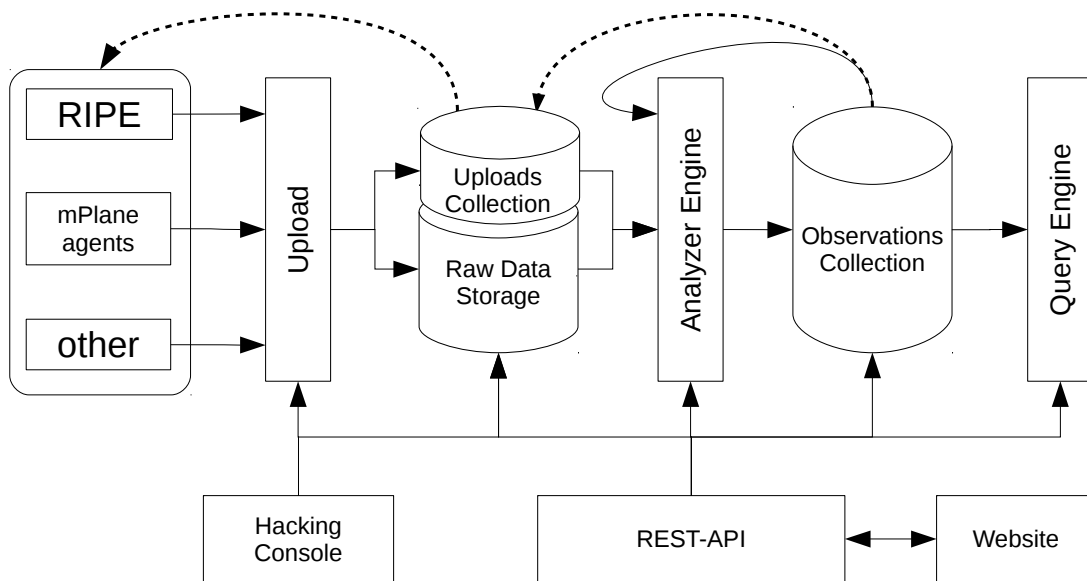 RIPE
mPlane
agents
other
Upload
Uploads
Collection
Raw Data
Storage
Analyzer Engine
Observations
Collection
Query Engine
Hacking
Console
REST-API
Website